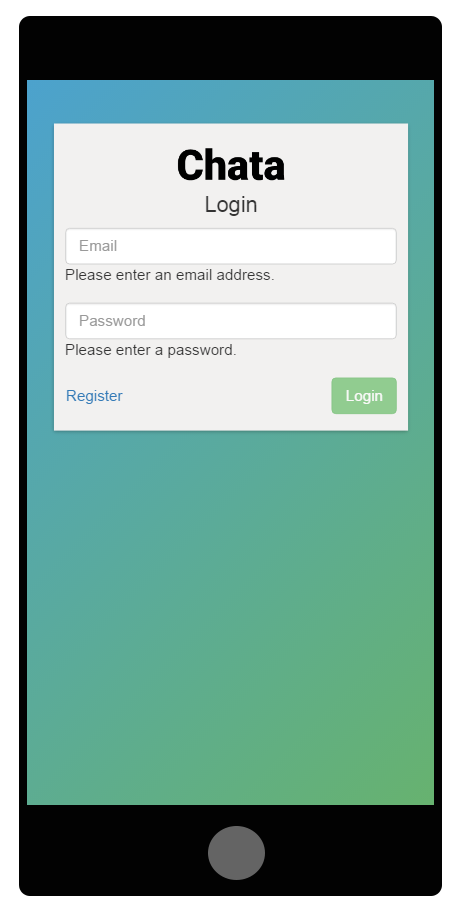 Chata
Login
Email
Please enter an email address.
Password
Please enter a password.
Register
Login